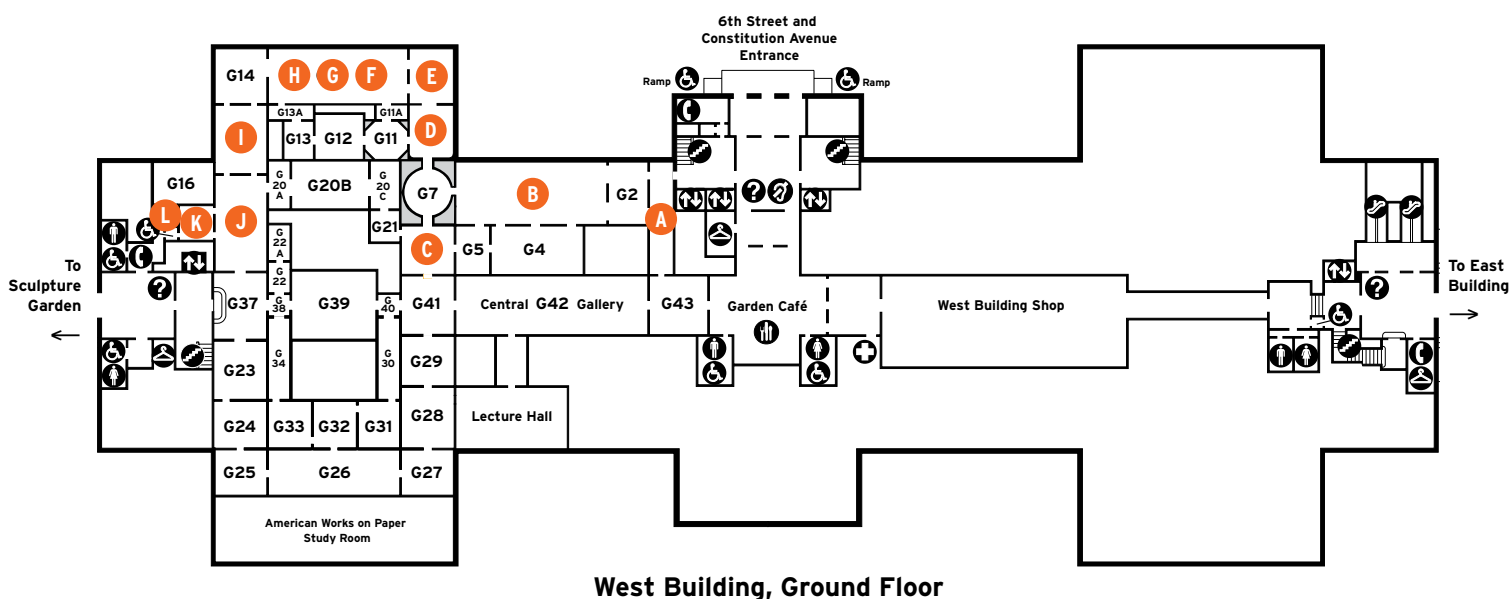 6th Street and
Constitution Avenue
Entrance
Ramp
Ramp
G14
H
G
F
E
G13A
G11A
I
G13
G12
G11
D
G16
G
20
A
G20B
G
20
C
G7
B
G2
?
L
K
J
G21
C
G5
G4
A
G
22
A
To
Sculpture
Garden
?
G
22
G37
G
38
G39
G
40
G41
Central G42 Gallery
G43
Garden Café
West Building Shop
?
To East
Building
G23
G
34
G
30
G29
G24
G33
G32
G31
G28
Lecture Hall
G25
G26
G27
American Works on Paper
Study Room
West Building, Ground Floor